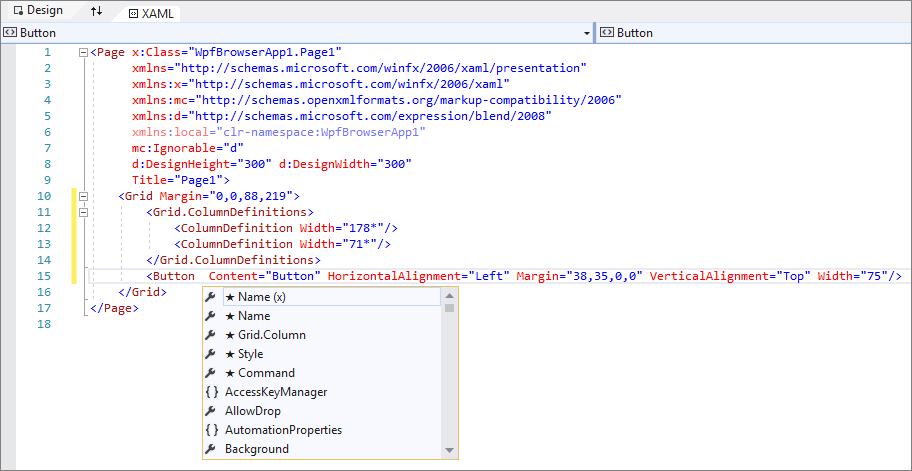 Design XAML
Button Button
1 <Page x:Class="WpfBrowserApp1.Page1"
2 xmlns="http://schemas.microsoft.com/winfx/2006/xaml/presentation"
3 xmlns:x="http://schemas.microsoft.com/winfx/2006/xaml"
4 xmlns:mc="http://schemas.openxmlformats.org/markup-compatibility/2006"
5 xmlns:d="http://schemas.microsoft.com/expression/blend/2008"
6 xmlns:local="clr-namespace:WpfBrowserApp1"
7 mc:Ignorable="d"
8 d:DesignHeight="300" d:DesignWidth="300"
9 Title="Page1">
10 <Grid Margin="0,0,88,219">
11 <Grid.ColumnDefinitions>
12 <ColumnDefinition Width="178*"/>
13 <ColumnDefinition Width="71*"/>
14 </Grid.ColumnDefinitions>
15 <Button  Content="Button" HorizontalAlignment="Left" Margin="38,35,0,0" VerticalAlignment="Top" Width="75"/>
16 </Grid>
17 </Page>
18
★ Name (x)
★ Name
★ Grid.Column
★ Style
★ Command
{} AccessKeyManager
AllowDrop
{} AutomationProperties
Background